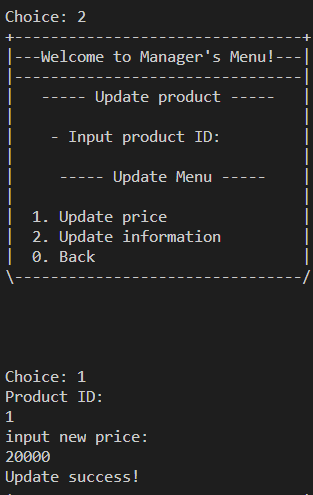 Choice: 2
+-------------------------------+
|---Welcome to Manager's Menu!---|
|-------------------------------|
|   ----- Update product -----   |
|                                |
|    - Input product ID:         |
|                                |
|     ----- Update Menu -----    |
|                                |
|  1. Update price               |
|  2. Update information         |
|  0. Back                       |
\-------------------------------/
Choice: 1
Product ID:
1
input new price:
20000
Update success!